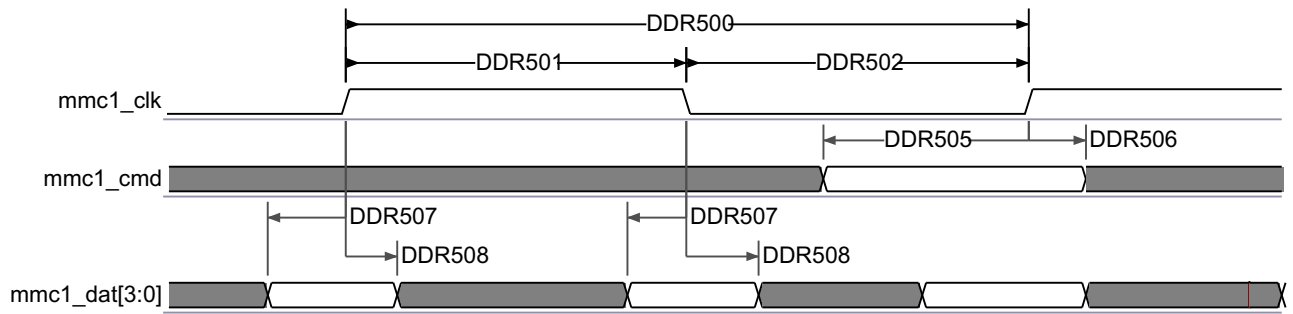 DDR500
DDR501 DDR502
mmc1_clk
DDR505 DDR506
mmc1_cmd
DDR507 DDR507
DDR508 DDR508
mmc1_dat[3:0]